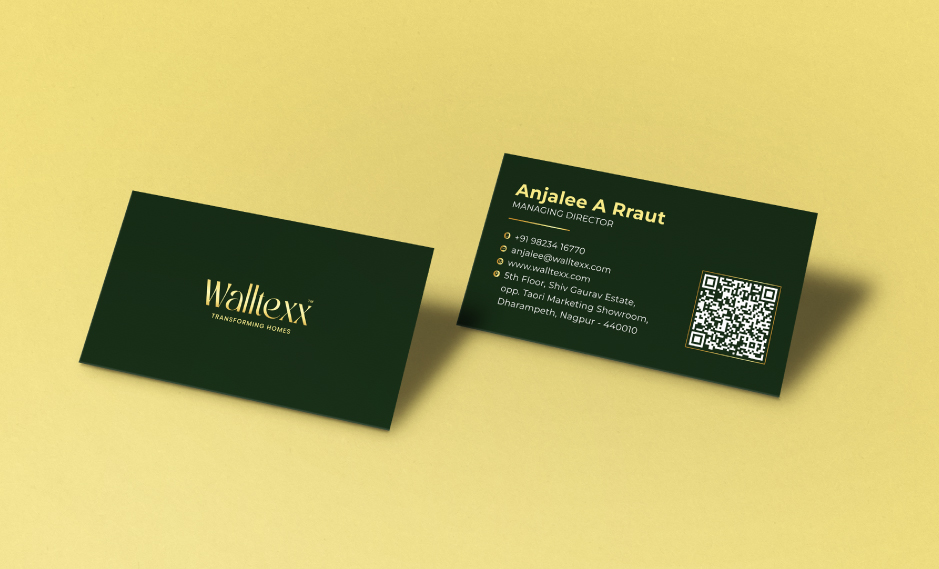 Walltexx™
TRANSFORMING HOMES
Anjalee A Rraut
MANAGING DIRECTOR
+91 98234 16770
anjalee@walltexx.com
www.walltexx.com
5th Floor, Shiv Gaurav Estate,
opp. Taori Marketing Showroom,
Dharampeth, Nagpur - 440010